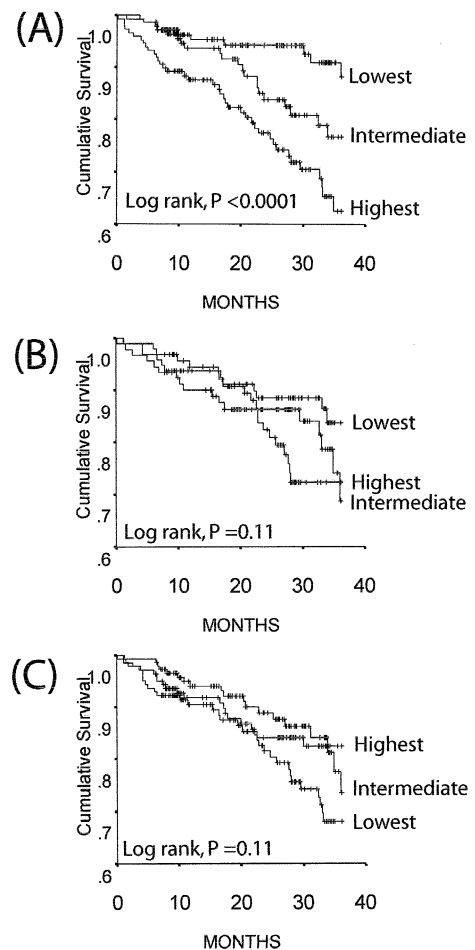 (A)
Cumulative Survival
1.0
.9
.8
.7
.6
Lowest
Intermediate
Highest
Log rank, P <0.0001
0 10 20 30 40
MONTHS
(B)
Cumulative Survival
1.0
.9
.8
.7
.6
Lowest
Highest
Intermediate
Log rank, P =0.11
0 10 20 30 40
MONTHS
(C)
Cumulative Survival
1.0
.9
.8
.7
.6
Highest
Intermediate
Lowest
Log rank, P =0.11
0 10 20 30 40
MONTHS